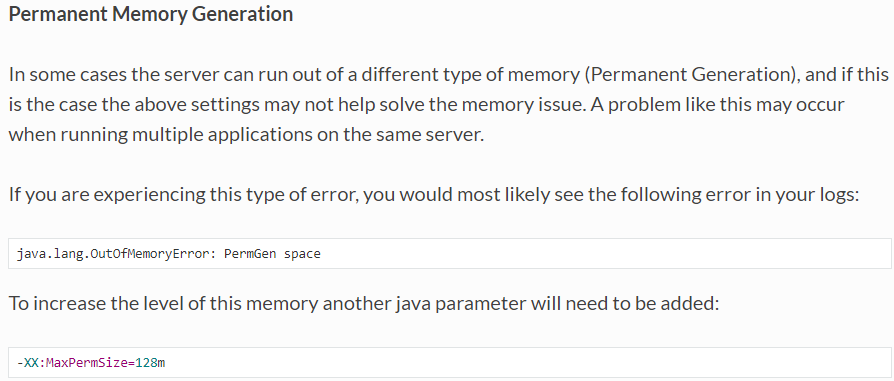 Permanent Memory Generation
In some cases the server can run out of a different type of memory (Permanent Generation), and if this
is the case the above settings may not help solve the memory issue. A problem like this may occur
when running multiple applications on the same server.
If you are experiencing this type of error, you would most likely see the following error in your logs:
java.lang.OutOfMemoryError: PermGen space
To increase the level of this memory another java parameter will need to be added:
-XX:MaxPermSize=128m